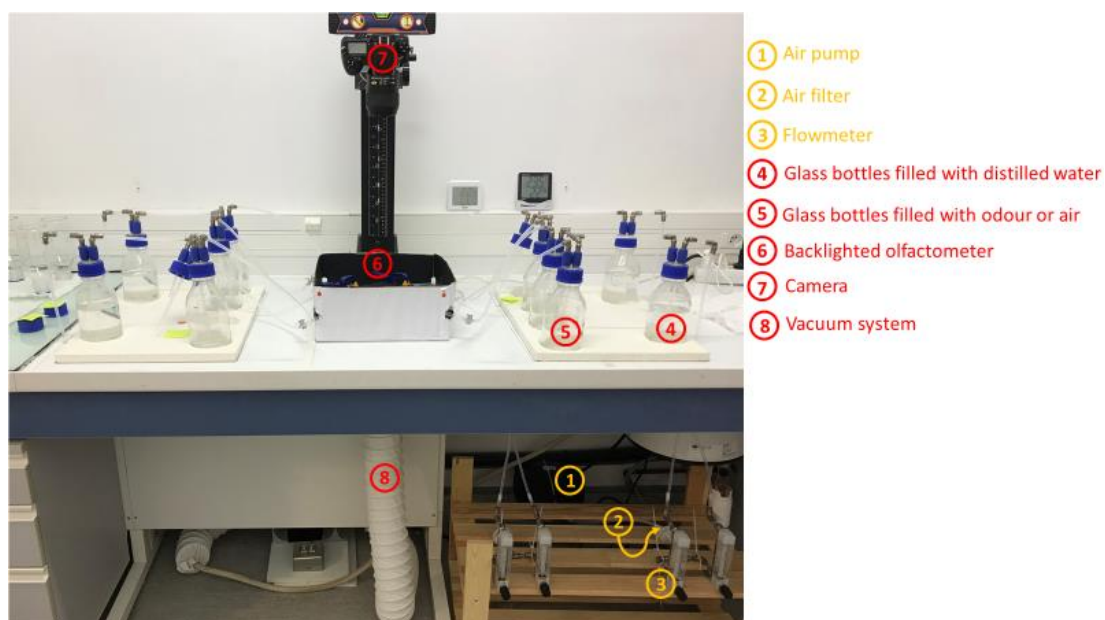 1 Air pump
2 Air filter
3 Flowmeter
4 Glass bottles filled with distilled water
5 Glass bottles filled with odour or air
6 Backlighted olfactometer
7 Camera
8 Vacuum system
7
6
5
4
8
1
2
3